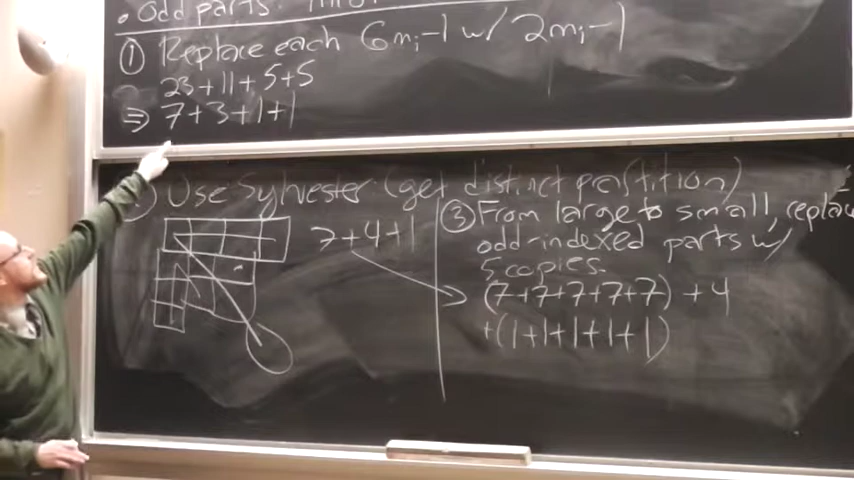 • odd parts.
① Replace each 6mᵢ-1 w/ 2mᵢ-1
23+11+5+5
⇒ 7+3+1+1
② Use Sylvester (get distinct partition)
7+4+1
③ From large to small, replac
odd-indexed parts w/
5 copies.
(7+7+7+7+7) + 4
+(1+1+1+1+1)